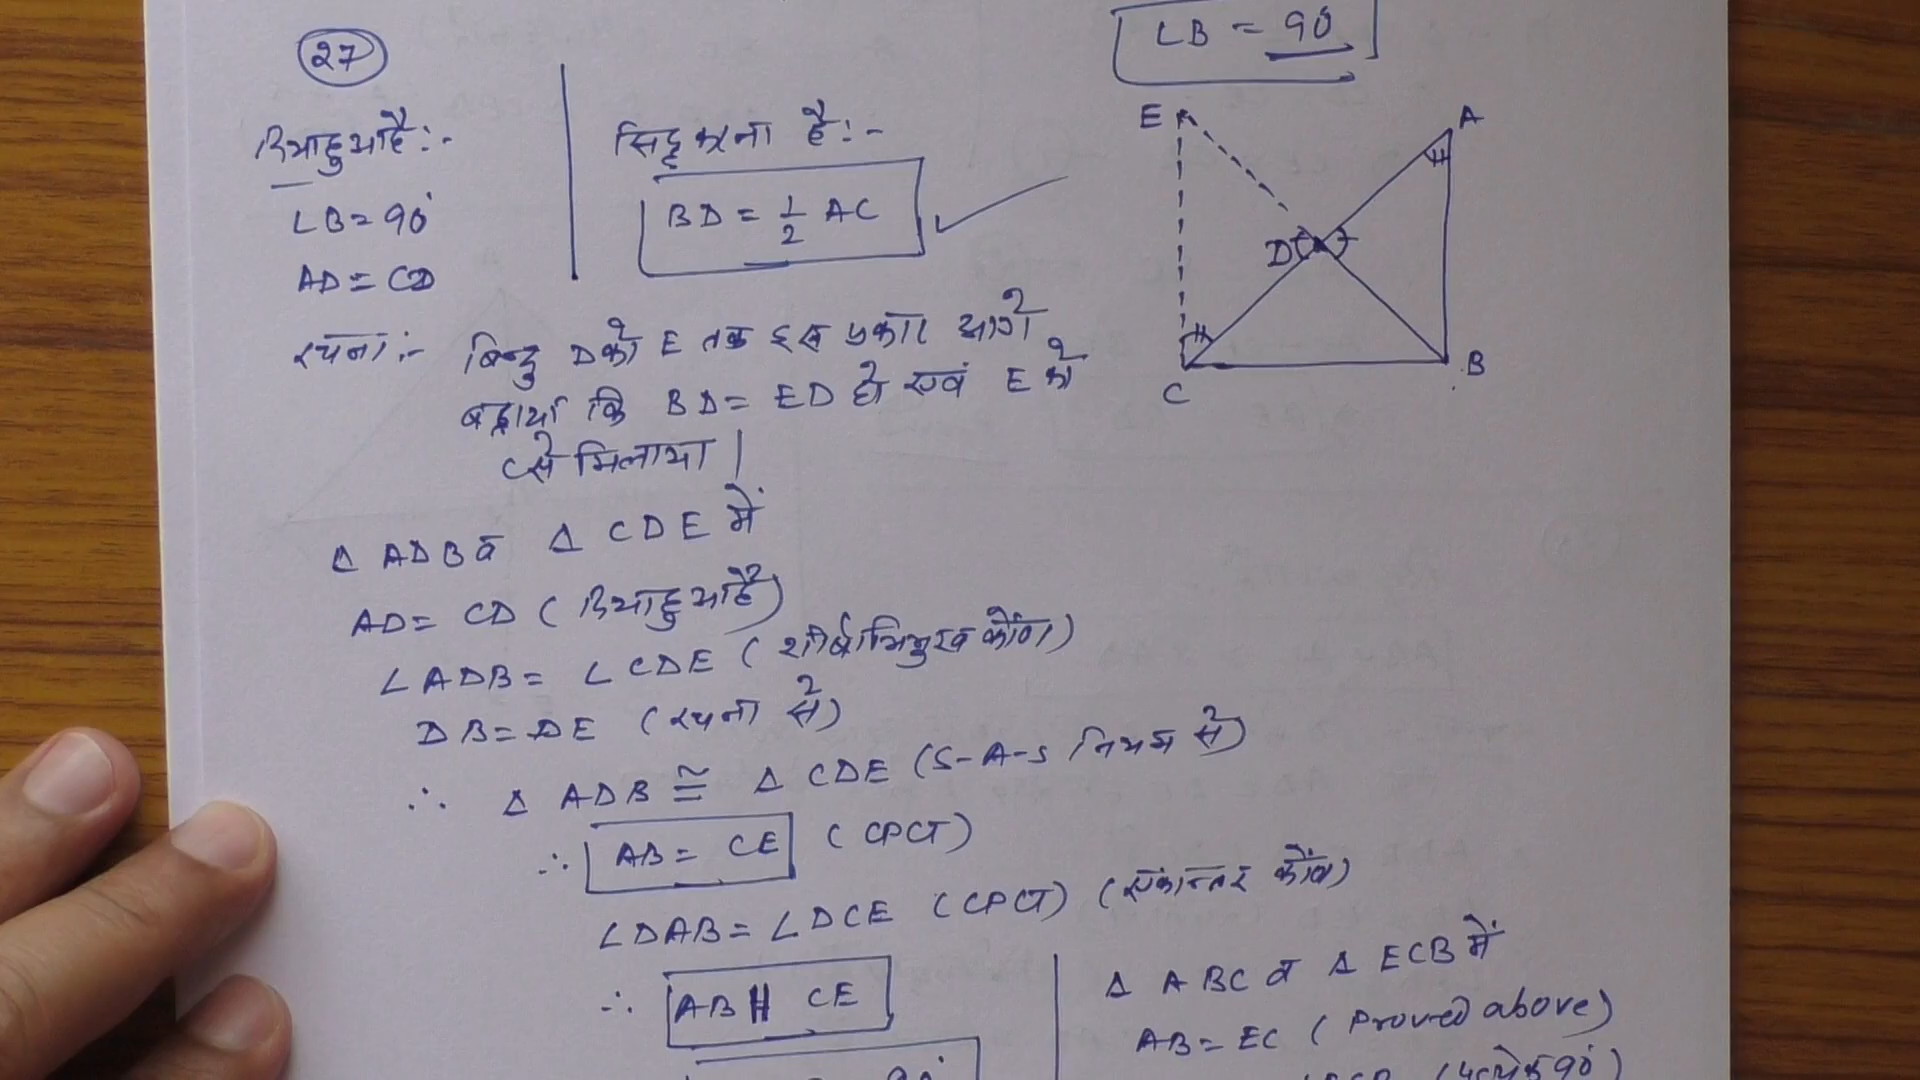 ∠B = 90°
27
दिया हुआ है :-
∠B = 90°
AD = CD
सिद्ध करना है :-
BD = 1/2 AC
E
A
D
C
B
रचना :- बिन्दु D को E तक इस प्रकार आगे
बढ़ाया कि BD = ED हो एवं E को
C से मिलाया |
Δ ADB व Δ CDE में
AD = CD (दिया हुआ है)
∠ADB = ∠CDE (शीर्षाभिमुख कोण)
DB = DE (रचना से)
∴ Δ ADB ≅ Δ CDE (S-A-S नियम से)
∴ AB = CE (CPCT)
∠DAB = ∠DCE (CPCT) (एकान्तर कोण)
∴ AB || CE
Δ ABC व Δ ECB में
AB = EC (Proved above)
(प्रत्येक 90°)